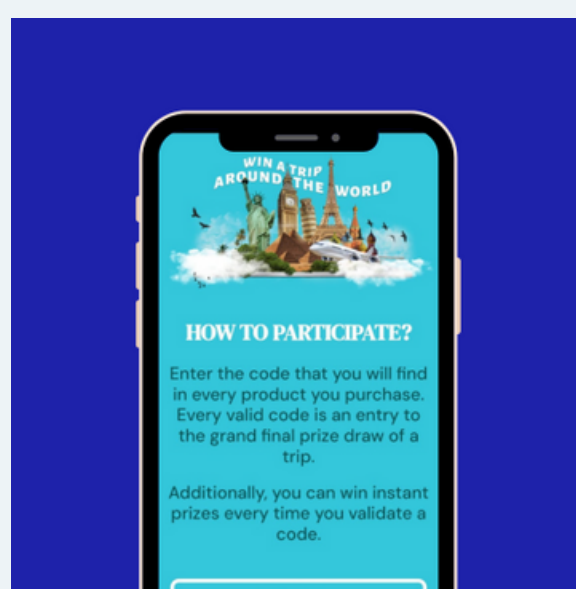 WIN A TRIP
AROUND THE WORLD
HOW TO PARTICIPATE?
Enter the code that you will find
in every product you purchase.
Every valid code is an entry to
the grand final prize draw of a
trip.
Additionally, you can win instant
prizes every time you validate a
code.